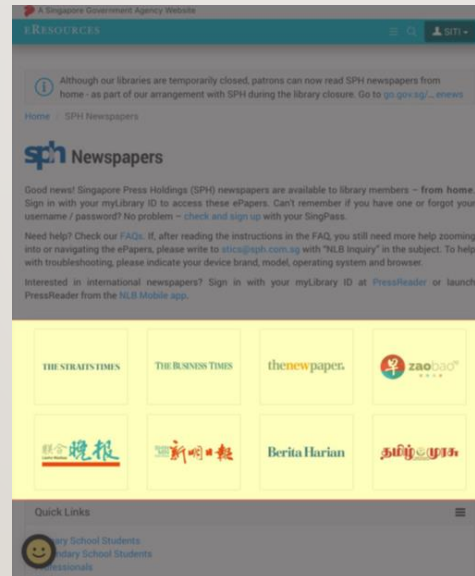 A Singapore Government Agency Website
ERESOURCES
SITI
Although our libraries are temporarily closed, patrons can now read SPH newspapers from
home - as part of our arrangement with SPH during the library closure. Go to go.gov.sg/... enews
Home / SPH Newspapers
sph Newspapers
Good news! Singapore Press Holdings (SPH) newspapers are available to library members – from home.
Sign in with your myLibrary ID to access these ePapers. Can't remember if you have one or forgot your
username / password? No problem – check and sign up with your SingPass.
Need help? Check our FAQs. If, after reading the instructions in the FAQ, you still need more help zooming
into or navigating the ePapers, please write to stics@sph.com.sg with "NLB Inquiry" in the subject. To help
with troubleshooting, please indicate your device brand, model, operating system and browser.
Interested in international newspapers? Sign in with your myLibrary ID at PressReader or launch
PressReader from the NLB Mobile app.
THE STRAITS TIMES
THE BUSINESS TIMES
thenewpaper.
zaobao
联合晚报
新明日报
Berita Harian
தமிழ் முரசு
Quick Links
ary School Students
ndary School Students
fessionals